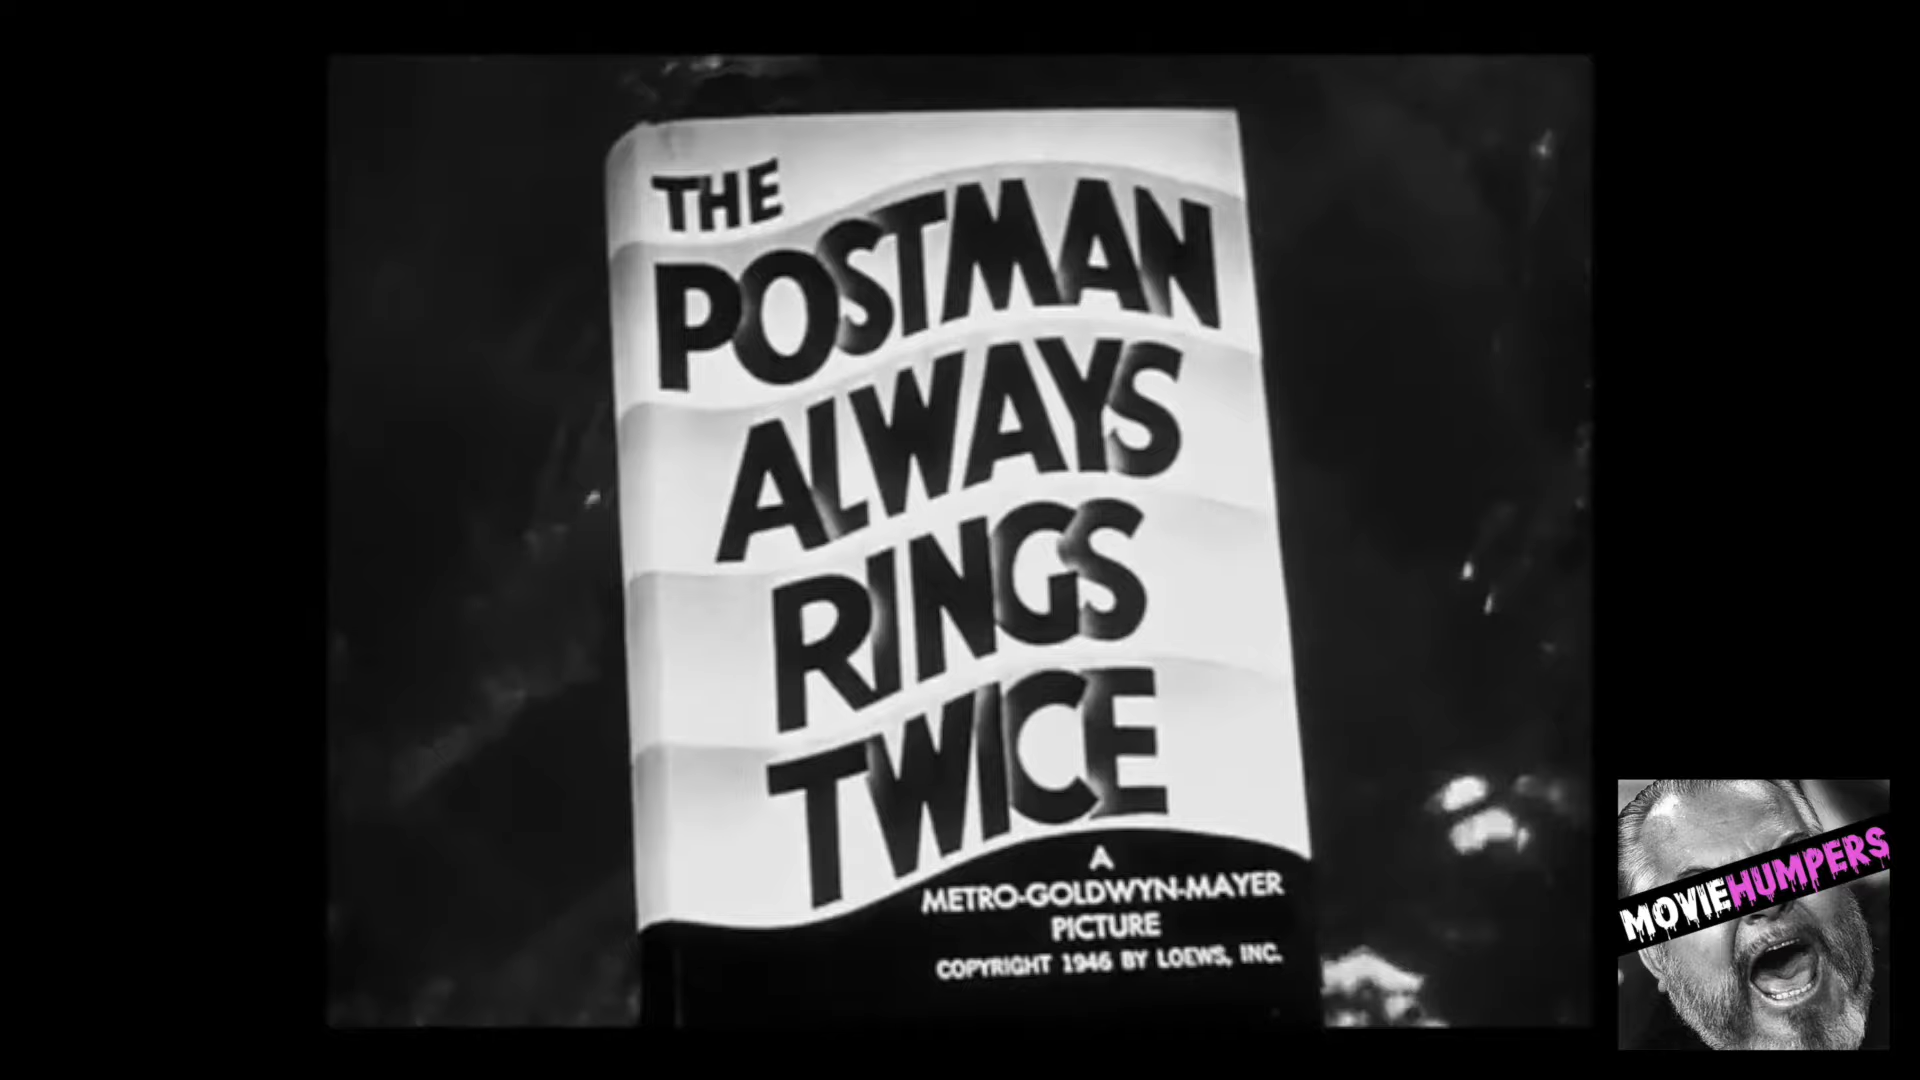 THE
POSTMAN
ALWAYS
RINGS
TWICE
A
METRO-GOLDWYN-MAYER
PICTURE
COPYRIGHT 1946 BY LOEWS, INC.
MOVIEHUMPERS